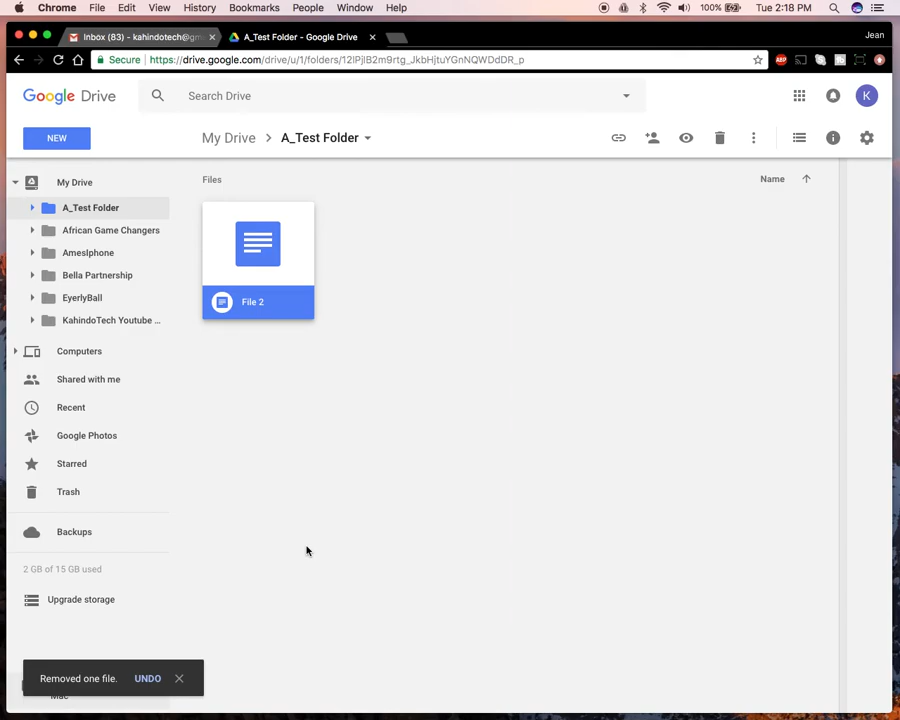 Chrome File Edit View History Bookmarks People Window Help 100% Tue 2:18 PM
Inbox (83) - kahindotech@gm
A_Test Folder - Google Drive
Jean
Secure https://drive.google.com/drive/u/1/folders/12lPjlB2m9rtg_JkbHjtuYGnNQWDdDR_p
ABP
Google Drive
Search Drive
K
NEW
My Drive > A_Test Folder
Files
Name
My Drive
A_Test Folder
African Game Changers
AmesIphone
Bella Partnership
EyerlyBall
KahindoTech Youtube ...
File 2
Computers
Shared with me
Recent
Google Photos
Starred
Trash
Backups
2 GB of 15 GB used
Upgrade storage
Removed one file. UNDO
Mac